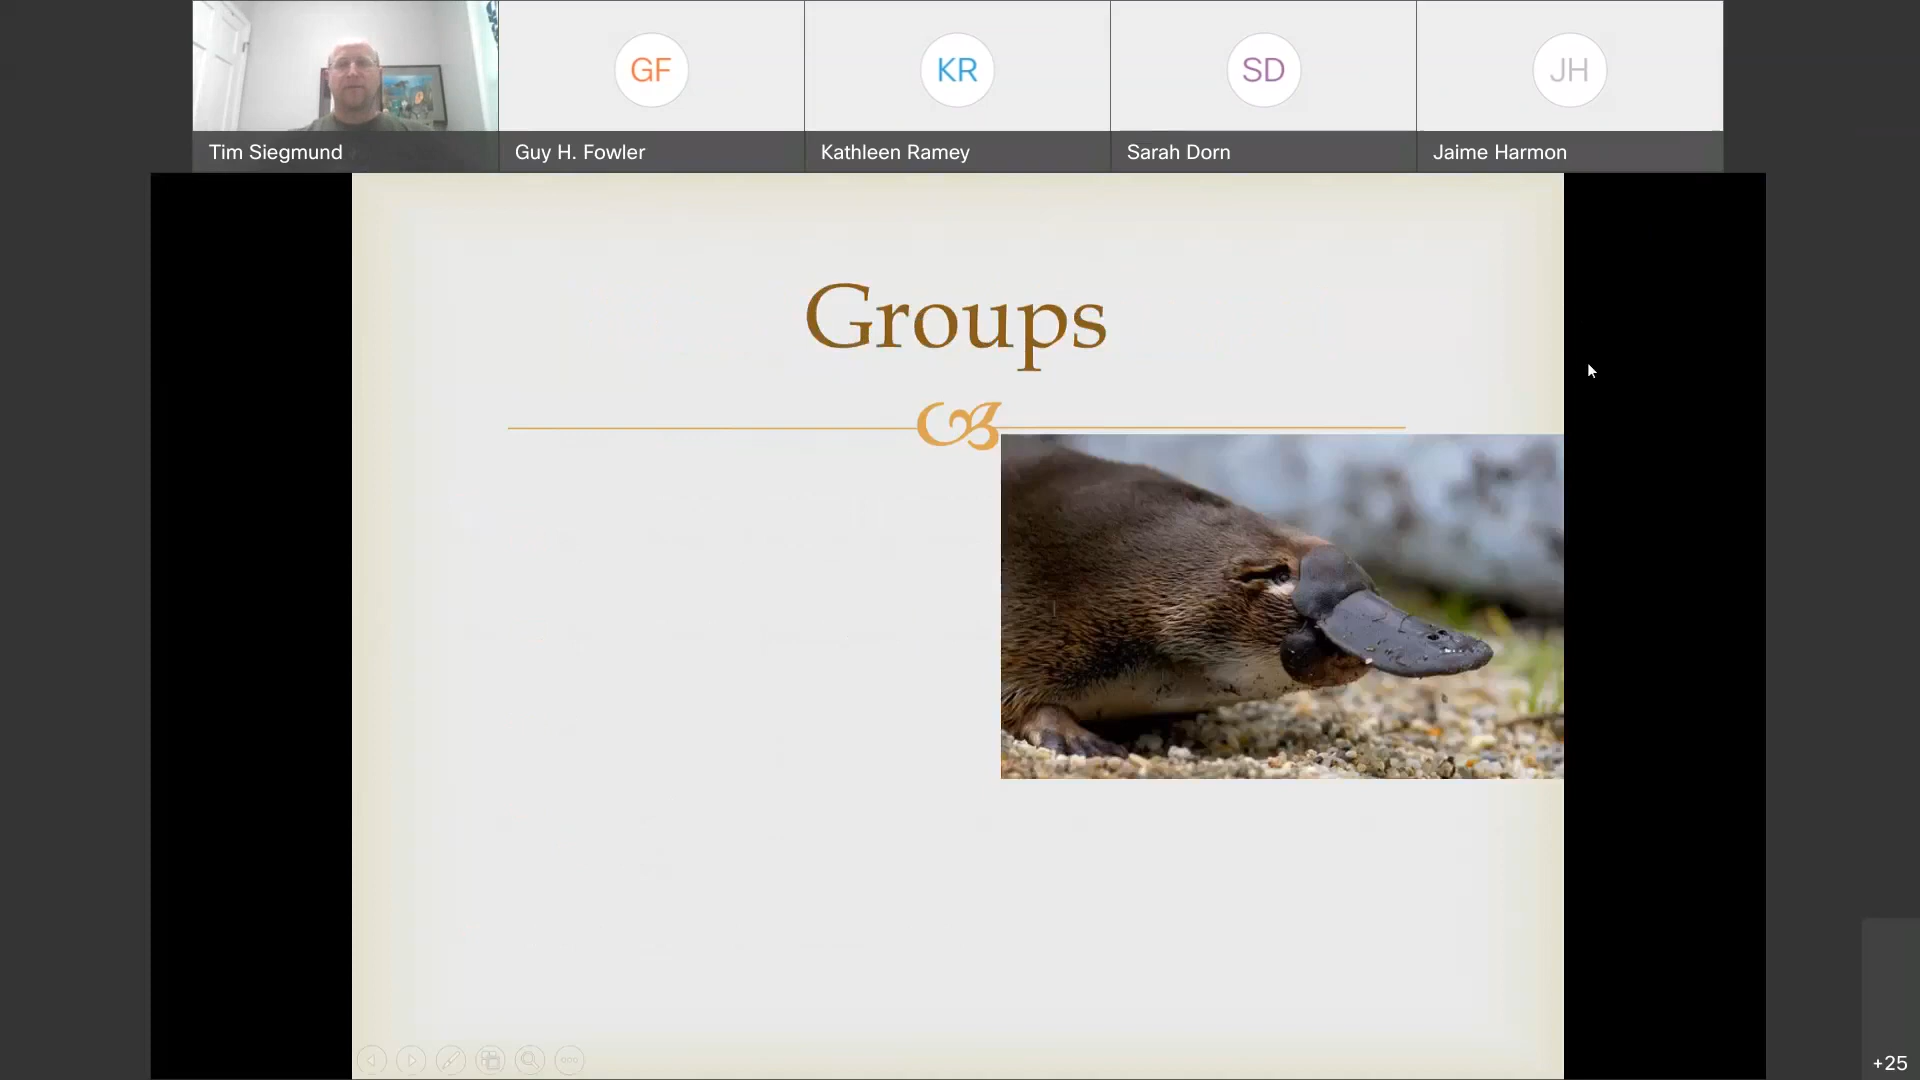 GF
KR
SD
JH
Tim Siegmund
Guy H. Fowler
Kathleen Ramey
Sarah Dorn
Jaime Harmon
Groups
+25